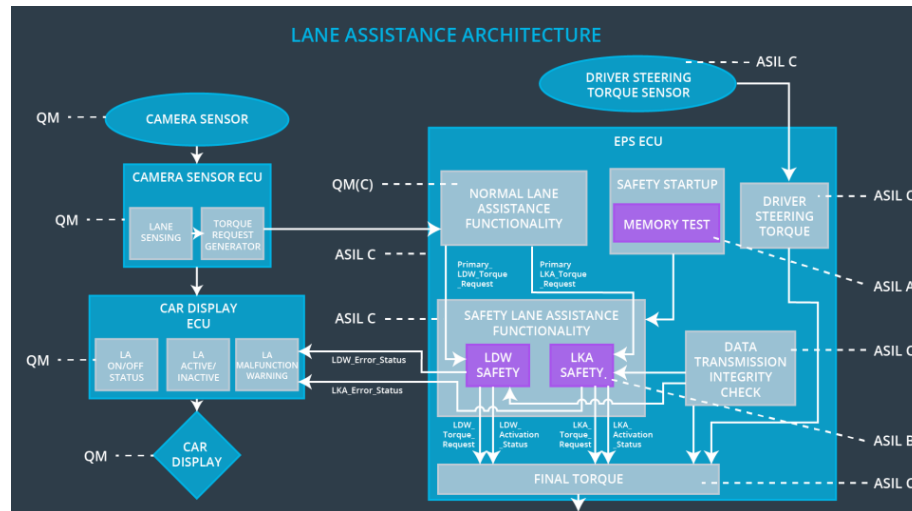 LANE ASSISTANCE ARCHITECTURE
ASIL C
DRIVER STEERING
TORQUE SENSOR
QM
CAMERA SENSOR
EPS ECU
CAMERA SENSOR ECU
QM
LANE
SENSING
TORQUE
REQUEST
GENERATOR
QM(C)
NORMAL LANE
ASSISTANCE
FUNCTIONALITY
SAFETY STARTUP
MEMORY TEST
DRIVER
STEERING
TORQUE
ASIL C
ASIL C
ASIL A
Primary_
LDW_Torque
_Request
Primary
LKA_Torque
_Request
CAR DISPLAY
ECU
QM
LA
ON/OFF
STATUS
LA
ACTIVE/
INACTIVE
LA
MALFUNCTION
WARNING
ASIL C
SAFETY LANE ASSISTANCE
FUNCTIONALITY
LDW
SAFETY
LKA
SAFETY
DATA
TRANSMISSION
INTEGRITY
CHECK
ASIL C
LDW_Error_Status
LKA_Error_Status
LDW_
Torque_
Request
LDW_
Activation
_Status
LKA_
Torque_
Request
LKA_
Activation
_Status
ASIL B
QM
CAR
DISPLAY
FINAL TORQUE
ASIL C